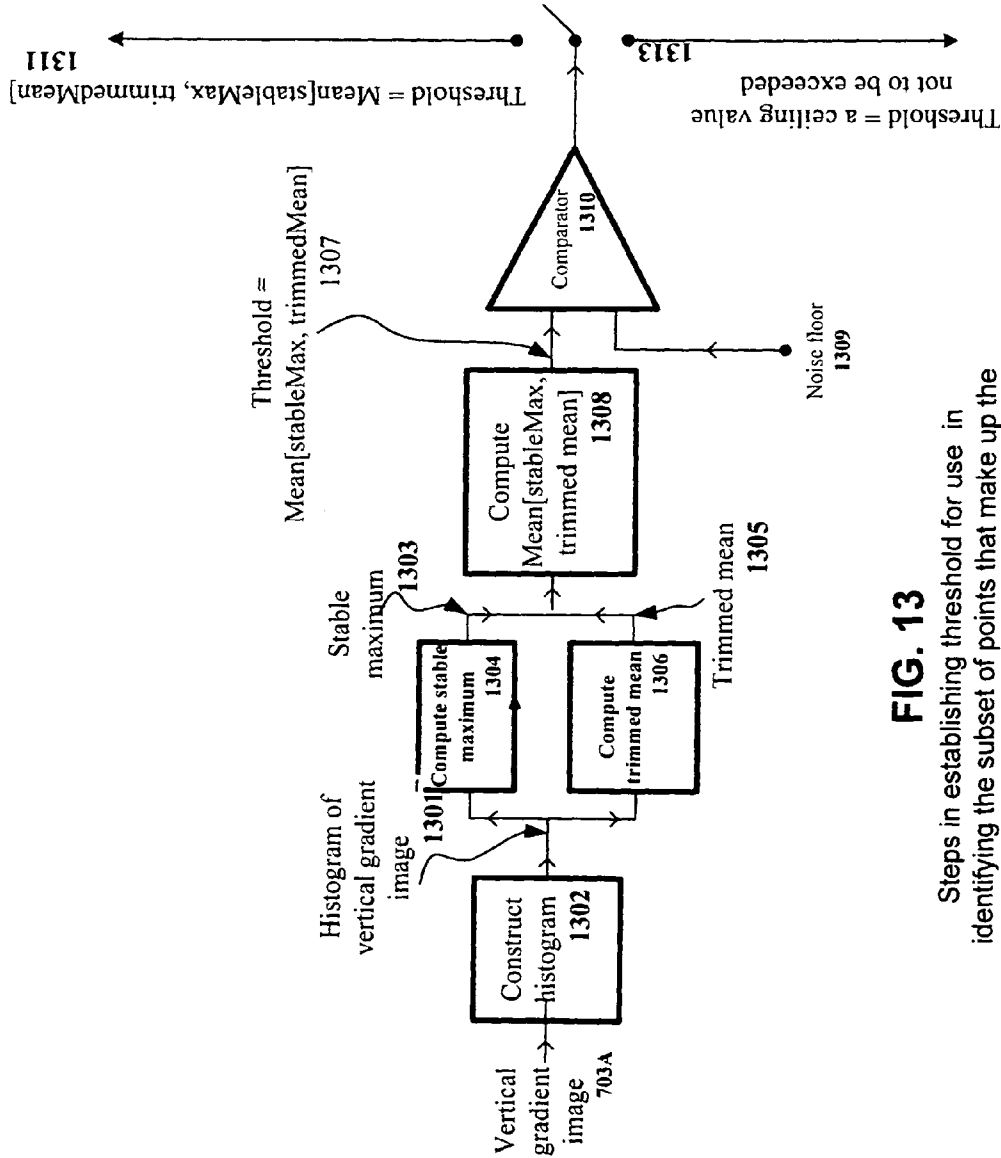 Vertical
gradient
image
703A
Construct
histogram
1302
Histogram of
vertical gradient
image
1301
Compute stable
maximum
1304
Stable
maximum
1303
Compute
trimmed mean
1306
Trimmed mean
1305
Compute
Mean[stableMax,
trimmed mean]
1308
Threshold =
Mean[stableMax, trimmedMean]
1307
Comparator
1310
Noise floor
1309
Threshold = Mean[stableMax, trimmedMean]
1311
1313
Threshold = a ceiling value
not to be exceeded
FIG. 13
Steps in establishing threshold for use in
identifying the subset of points that make up the